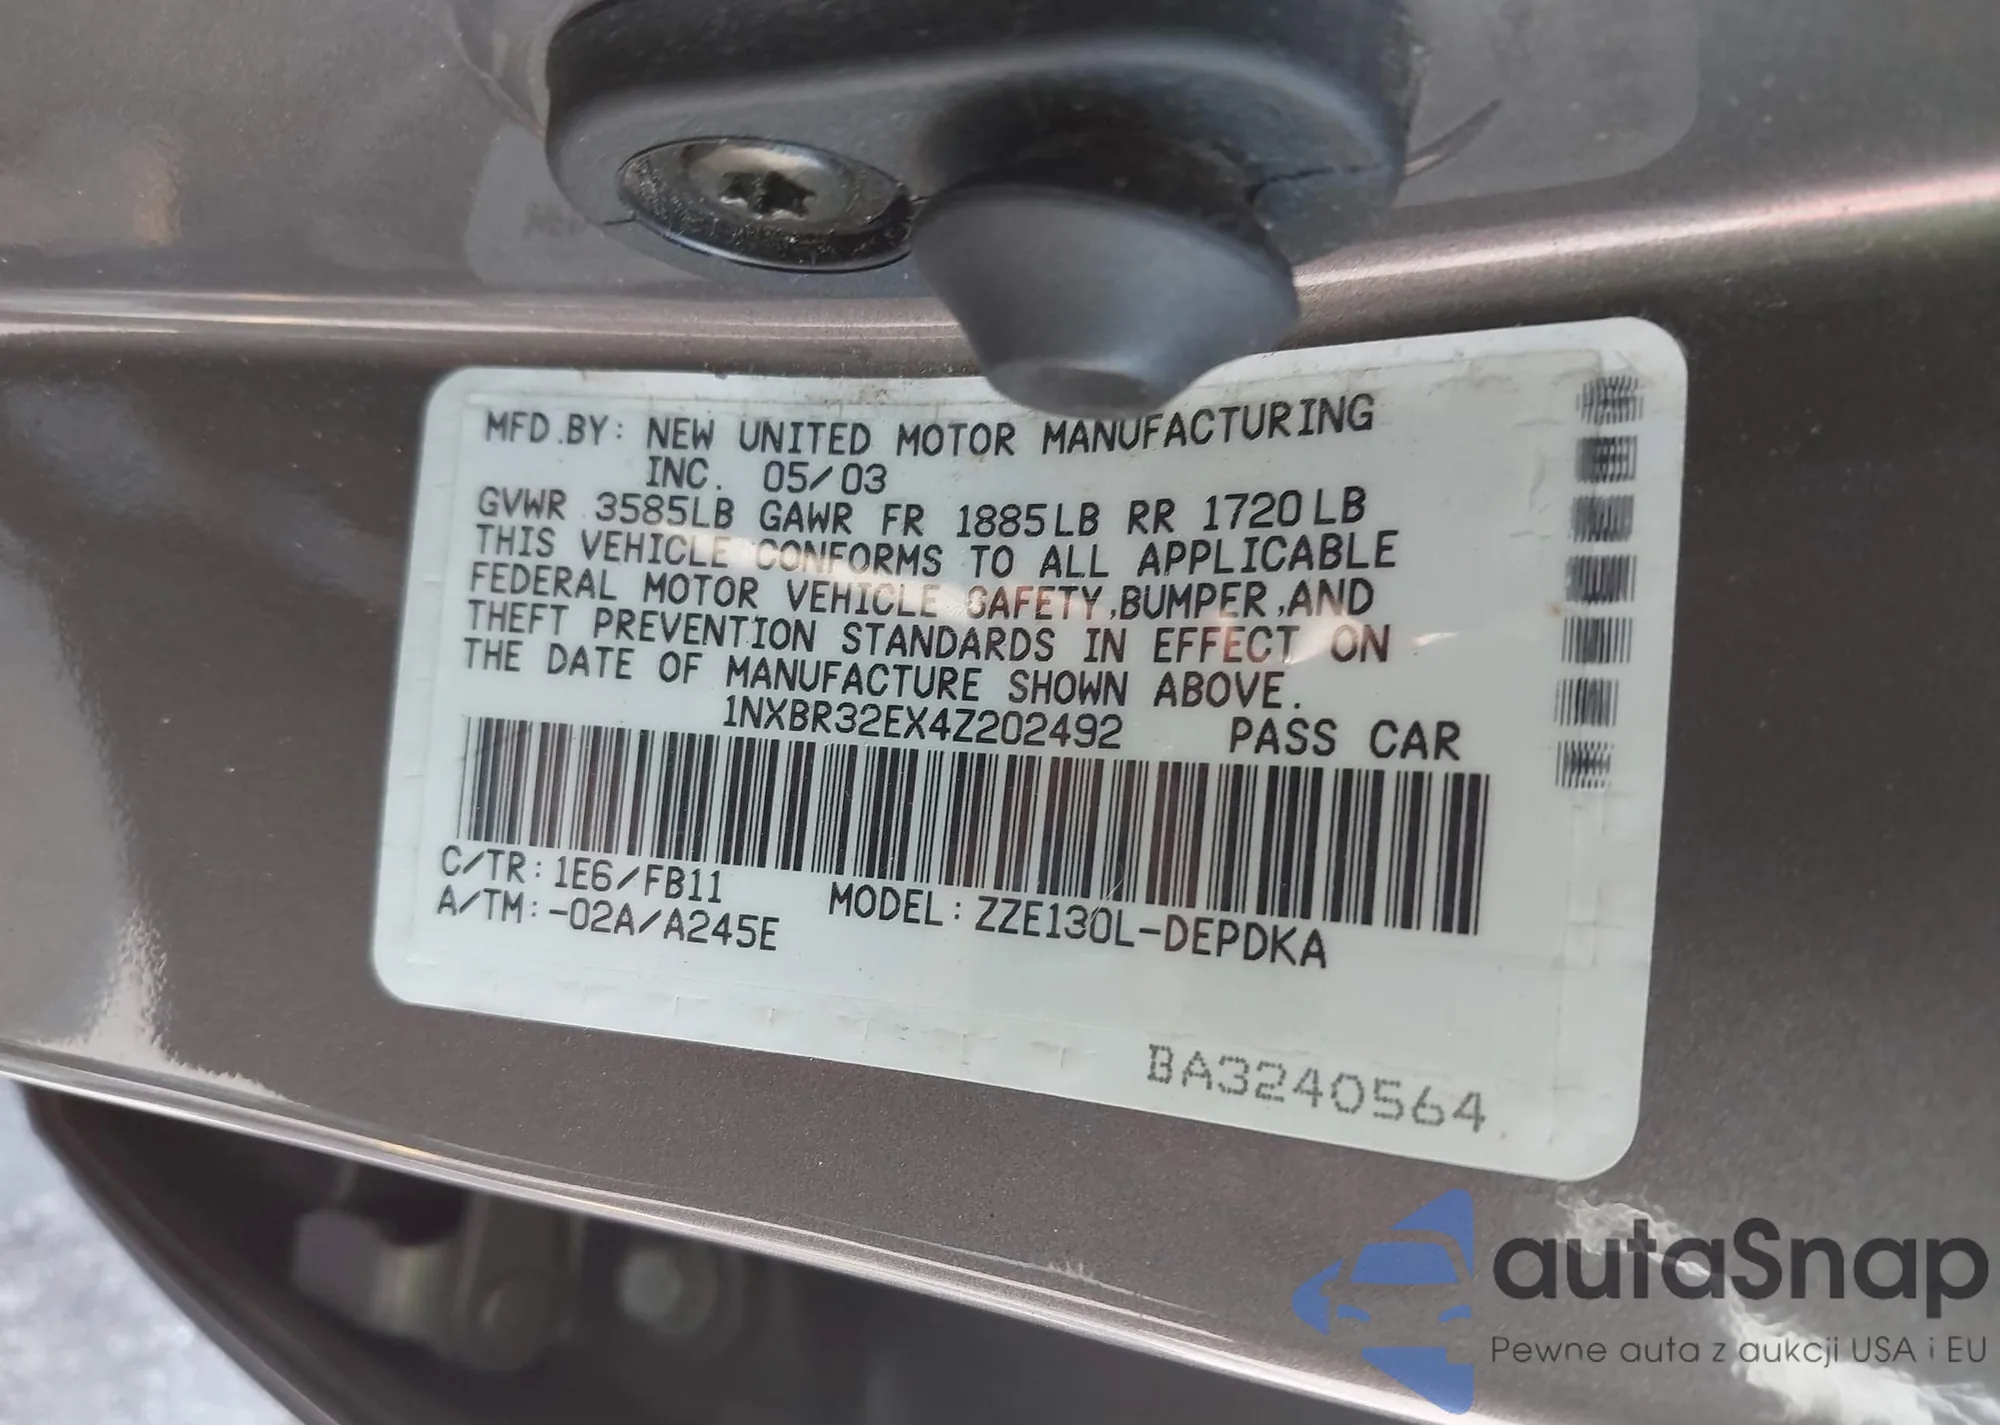 MFD.BY: NEW UNITED MOTOR MANUFACTURING
INC. 05/03
GVWR 3585LB GAWR FR 1885LB RR 1720LB
THIS VEHICLE CONFORMS TO ALL APPLICABLE
FEDERAL MOTOR VEHICLE SAFETY,BUMPER,AND
THEFT PREVENTION STANDARDS IN EFFECT ON
THE DATE OF MANUFACTURE SHOWN ABOVE.
1NXBR32EX4Z202492 PASS CAR
C/TR: 1E6/FB11
A/TM:-02A/A245E MODEL: ZZE130L-DEPDKA
BA3240564
autaSnap
Pewne auta z aukcji USA i EU